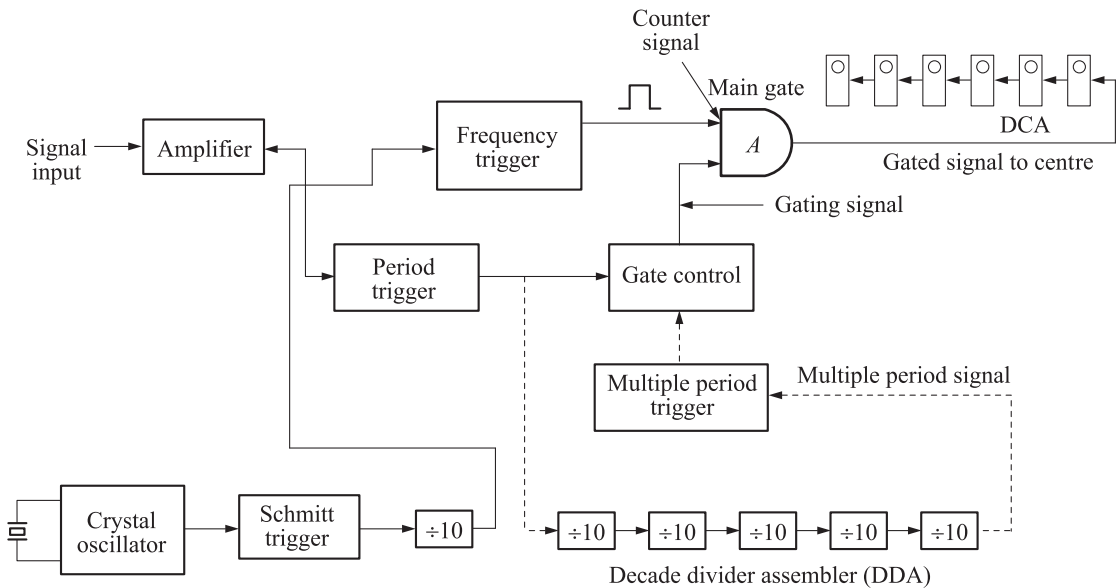 Counter
signal
Main gate
Signal
input
Amplifier
Frequency
trigger
A
DCA
Gated signal to centre
Gating signal
Period
trigger
Gate control
Multiple period
trigger
Multiple period signal
Crystal
oscillator
Schmitt
trigger
÷10
÷10
÷10
÷10
÷10
÷10
Decade divider assembler (DDA)